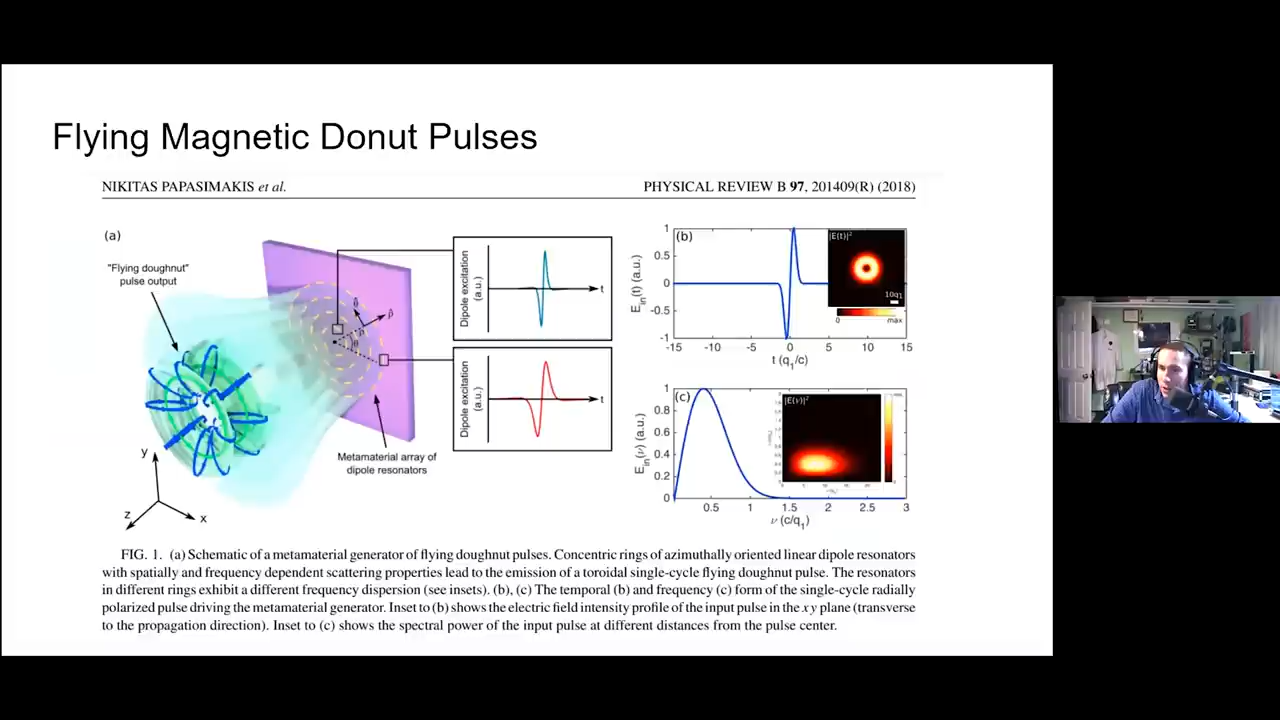 Flying Magnetic Donut Pulses
NIKITAS PAPASIMAKIS et al.
PHYSICAL REVIEW B 97, 201409(R) (2018)
(a)
"Flying doughnut"
pulse output
Dipole excitation
(a.u.)
t
Dipole excitation
(a.u.)
t
Metamaterial array of
dipole resonators
y
z
x
(b)
E_in(t) (a.u.)
1
0.5
0
-0.5
-1
-15 -10 -5 0 5 10 15
t (q₁/c)
|E(t)|²
10q₁
0 max
(c)
E_in(ν) (a.u.)
1
0.8
0.6
0.4
0.2
0
0.5 1 1.5 2 2.5 3
ν (c/q₁)
|E(ν)|²
FIG. 1. (a) Schematic of a metamaterial generator of flying doughnut pulses. Concentric rings of azimuthally oriented linear dipole resonators
with spatially and frequency dependent scattering properties lead to the emission of a toroidal single-cycle flying doughnut pulse. The resonators
in different rings exhibit a different frequency dispersion (see insets). (b), (c) The temporal (b) and frequency (c) form of the single-cycle radially
polarized pulse driving the metamaterial generator. Inset to (b) shows the electric field intensity profile of the input pulse in the xy plane (transverse
to the propagation direction). Inset to (c) shows the spectral power of the input pulse at different distances from the pulse center.